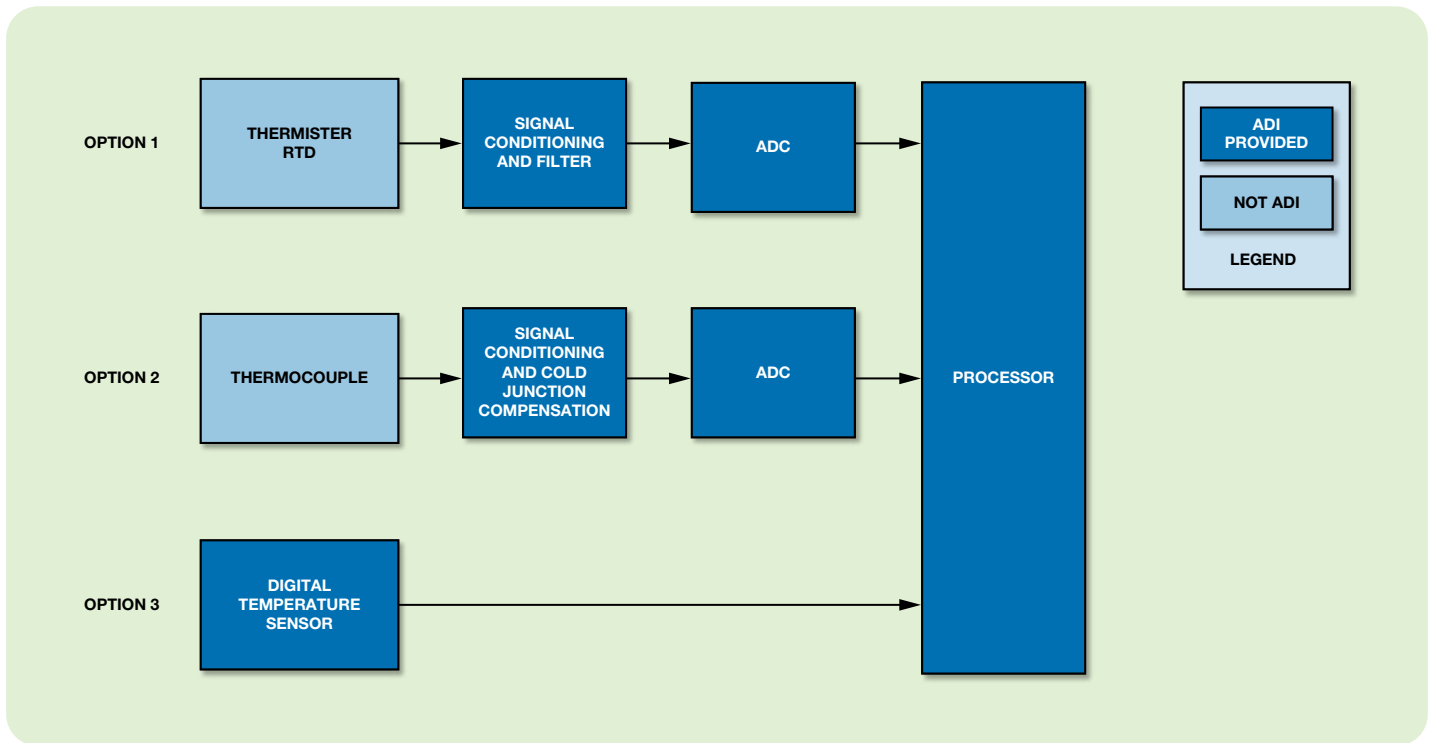 OPTION 1
THERMISTER
RTD
SIGNAL
CONDITIONING
AND FILTER
ADC
ADI
PROVIDED
NOT ADI
LEGEND
OPTION 2
THERMOCOUPLE
SIGNAL
CONDITIONING
AND COLD
JUNCTION
COMPENSATION
ADC
PROCESSOR
OPTION 3
DIGITAL
TEMPERATURE
SENSOR